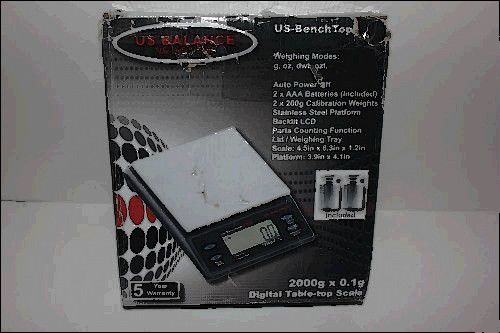 US BALANCE
US-BenchTop
Weighing Modes:
g, oz, dwt, ozt,
Auto Power Off
2 x AAA Batteries (Included)
2 x 200g Calibration Weights
Stainless Steel Platform
Backlit LCD
Parts Counting Function
Lid / Weighing Tray
Scale: 4.5in x 6.3in x 1.2in
Platform: 3.9in x 4.1in
Included
0.0
5 Year
Warranty
2000g x 0.1g
Digital Table-top Scale